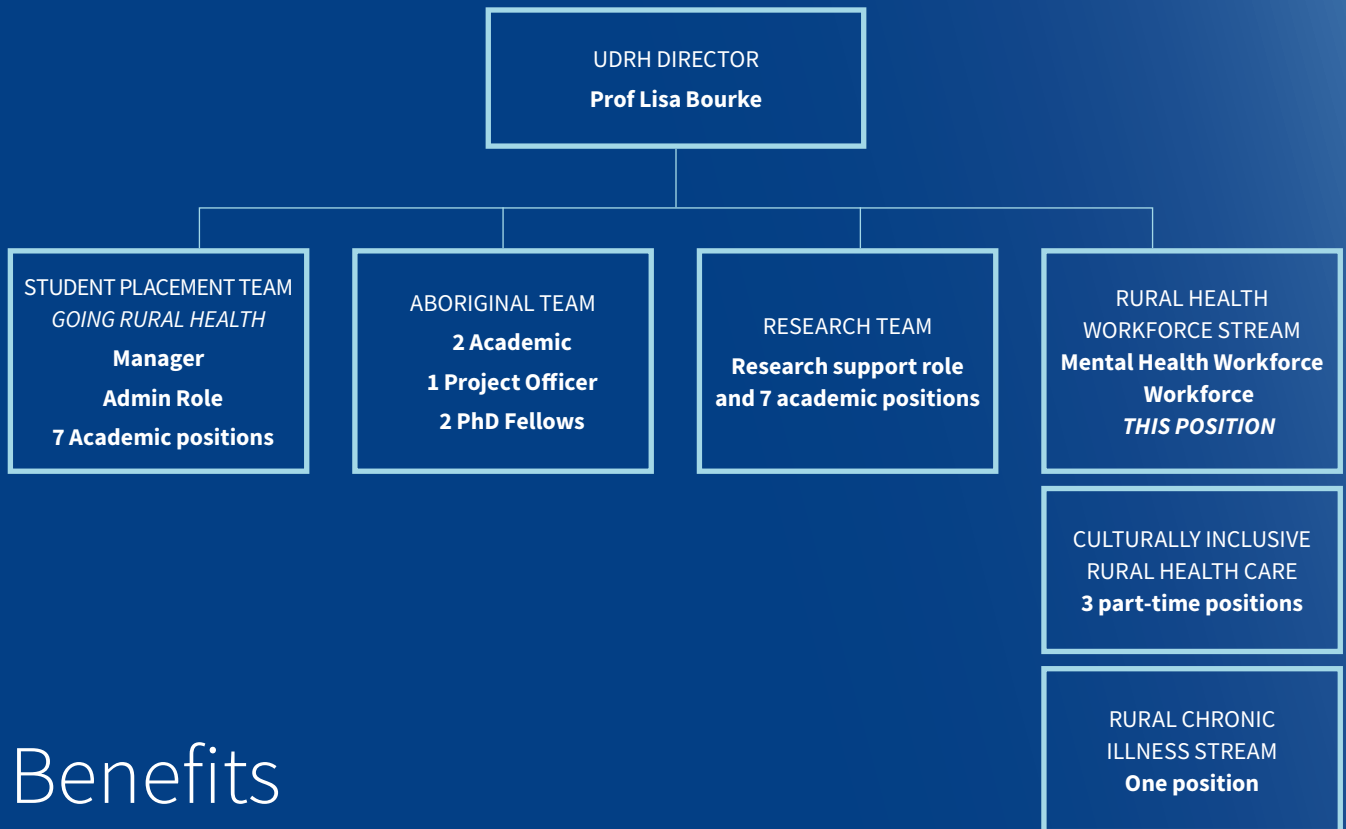 UDRH DIRECTOR
Prof Lisa Bourke
STUDENT PLACEMENT TEAM
GOING RURAL HEALTH
Manager
Admin Role
7 Academic positions
ABORIGINAL TEAM
2 Academic
1 Project Officer
2 PhD Fellows
RESEARCH TEAM
Research support role
and 7 academic positions
RURAL HEALTH
WORKFORCE STREAM
Mental Health Workforce
Workforce
THIS POSITION
CULTURALLY INCLUSIVE
RURAL HEALTH CARE
3 part-time positions
RURAL CHRONIC
ILLNESS STREAM
One position
Benefits